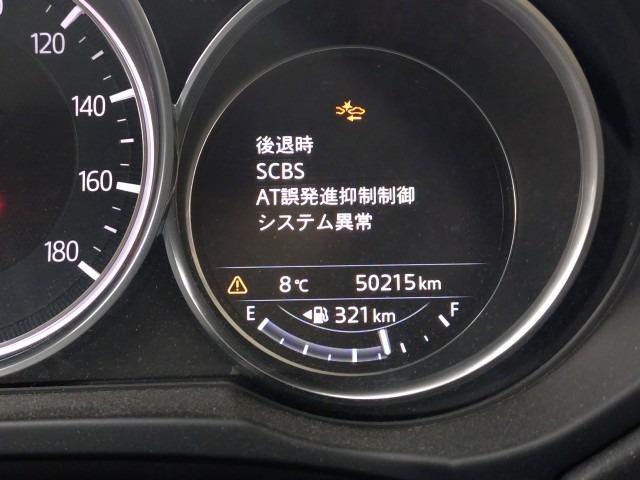 120
140
160
180
後退時
SCBS
AT誤発進抑制制御
システム異常
8℃ 50215km
E 321km F